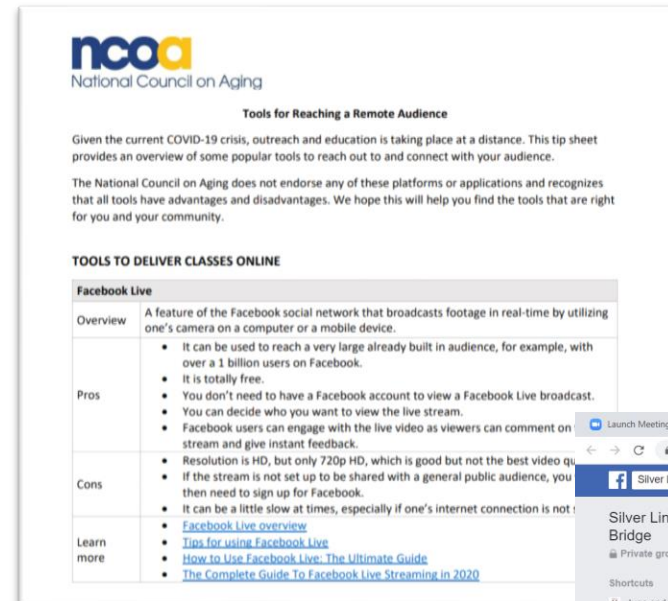 ncoa
National Council on Aging
Tools for Reaching a Remote Audience
Given the current COVID-19 crisis, outreach and education is taking place at a distance. This tip sheet
provides an overview of some popular tools to reach out to and connect with your audience.
The National Council on Aging does not endorse any of these platforms or applications and recognizes
that all tools have advantages and disadvantages. We hope this will help you find the tools that are right
for you and your community.
TOOLS TO DELIVER CLASSES ONLINE
Facebook Live
Overview
A feature of the Facebook social network that broadcasts footage in real-time by utilizing
one's camera on a computer or a mobile device.
Pros
• It can be used to reach a very large already built in audience, for example, with
over a 1 billion users on Facebook.
• It is totally free.
• You don't need to have a Facebook account to view a Facebook Live broadcast.
• You can decide who you want to view the live stream.
• Facebook users can engage with the live video as viewers can comment on
stream and give instant feedback.
Cons
• Resolution is HD, but only 720p HD, which is good but not the best video
• If the stream is not set up to be shared with a general public audience, you
then need to sign up for Facebook.
• It can be a little slow at times, especially if one's internet connection is not
Learn
more
• Facebook Live overview
• Tips for using Facebook Live
• How to Use Facebook Live: The Ultimate Guide
• The Complete Guide To Facebook Live Streaming in 2020
Launch Meeting
Silver
Silver
Bridge
Private
Shortcuts